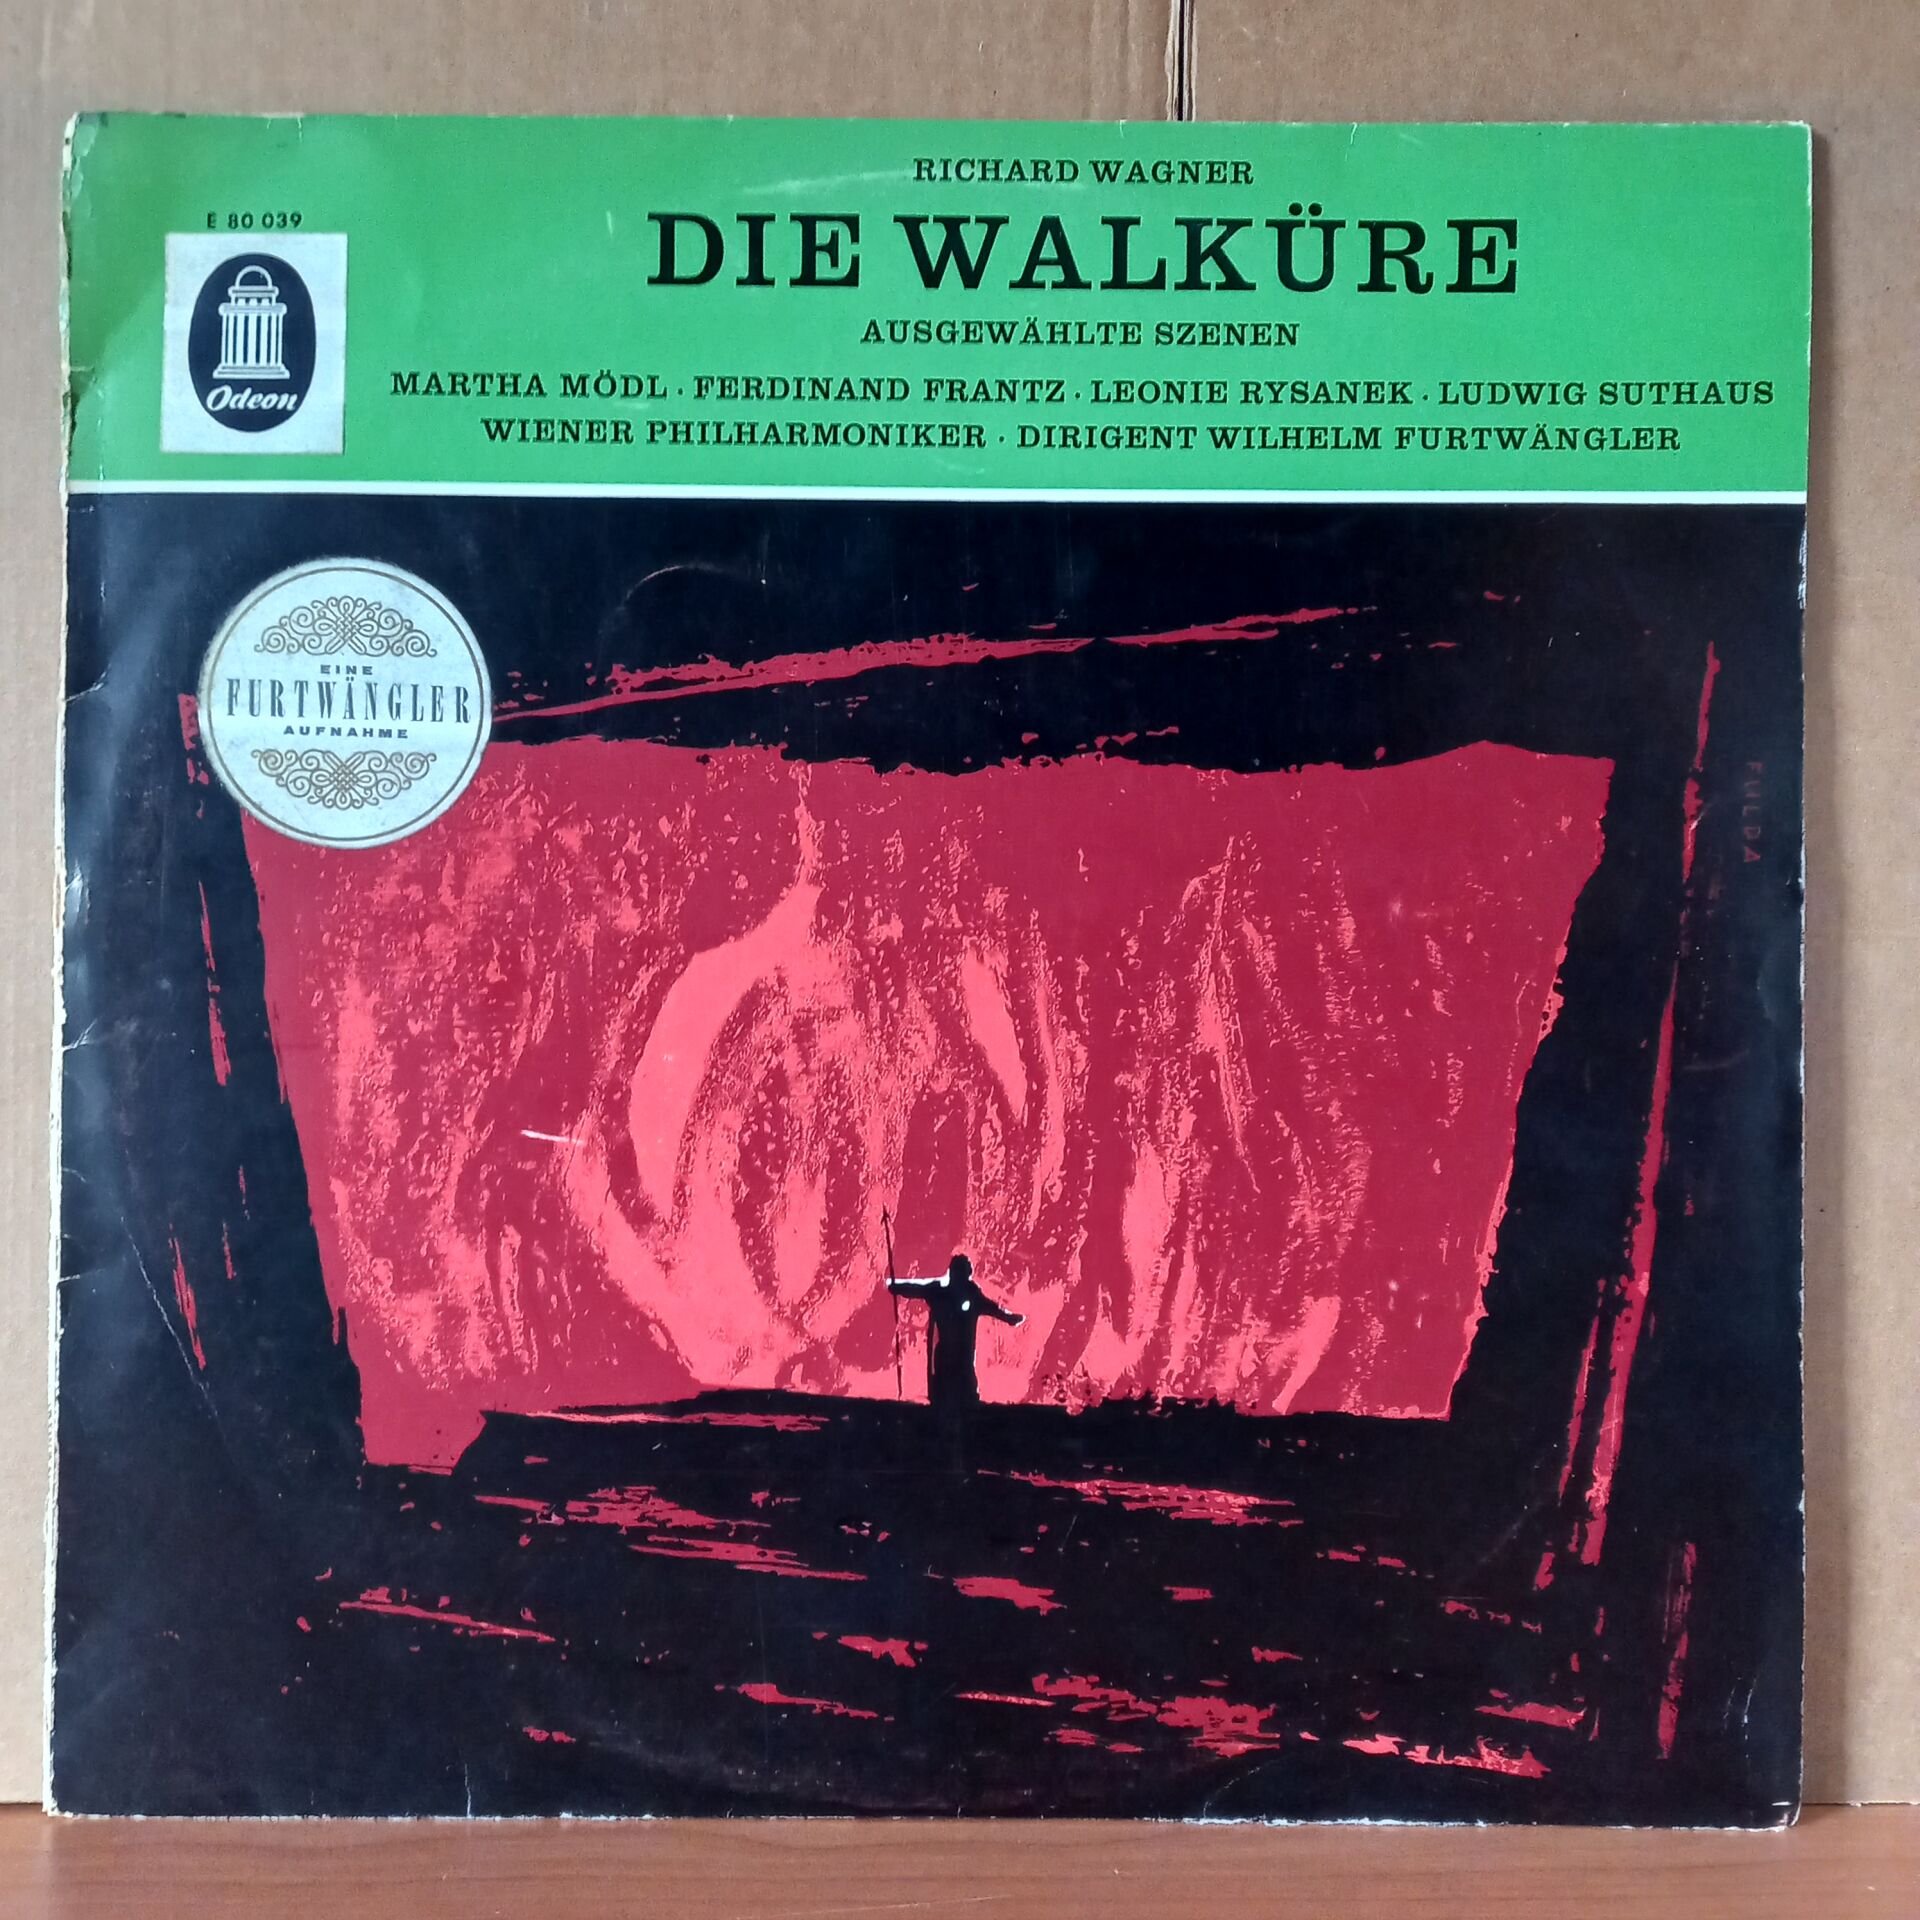 RICHARD WAGNER
E 80 039
DIE WALKÜRE
AUSGEWÄHLTE SZENEN
Odeon
MARTHA MÖDL · FERDINAND FRANTZ · LEONIE RYSANEK · LUDWIG SUTHAUS
WIENER PHILHARMONIKER · DIRIGENT WILHELM FURTWÄNGLER
EINE
FURTWÄNGLER
AUFNAHME
FULDA